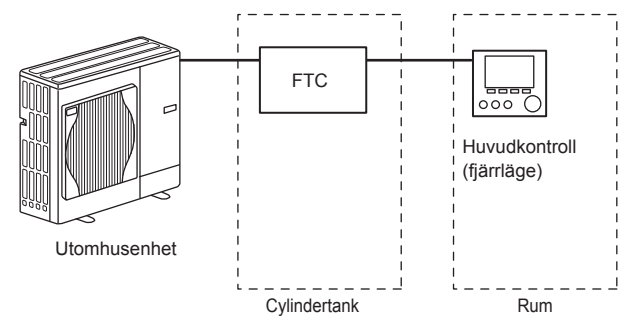 FTC
Huvudkontroll
(fjärrläge)
Utomhusenhet
Cylindertank
Rum